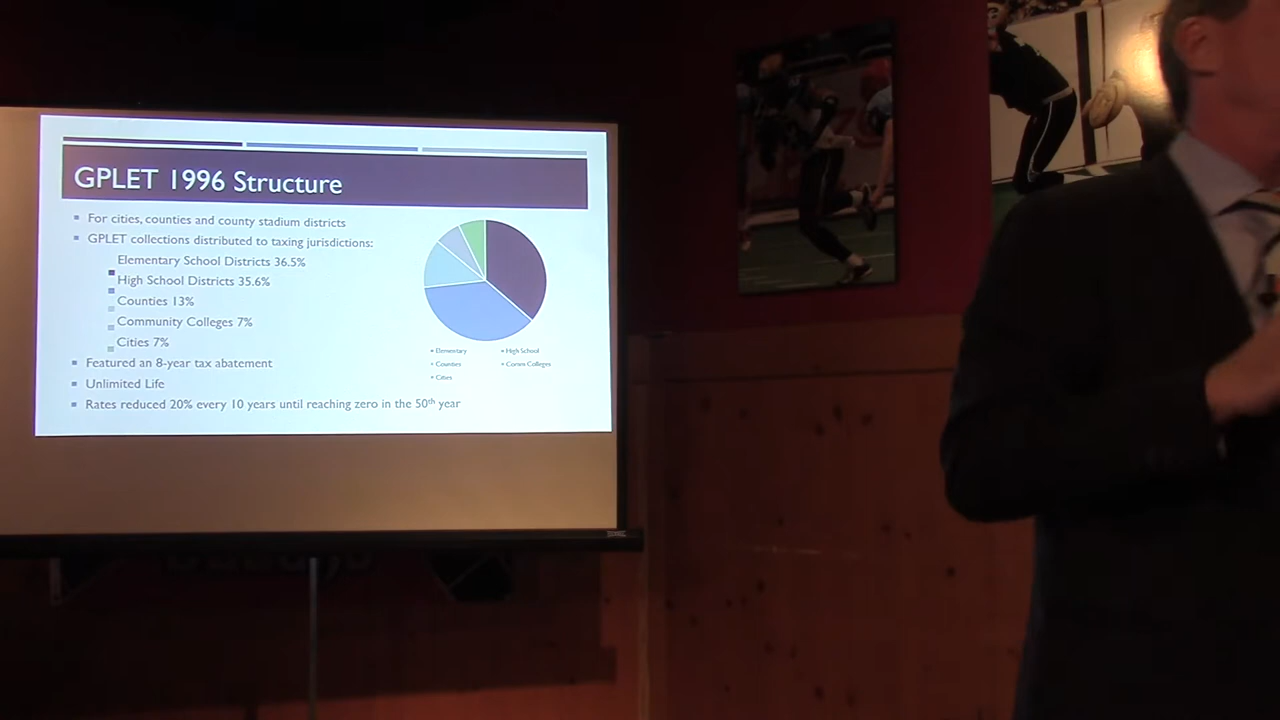 GPLET 1996 Structure
For cities, counties and county stadium districts
GPLET collections distributed to taxing jurisdictions:
Elementary School Districts 36.5%
High School Districts 35.6%
Counties 13%
Community Colleges 7%
Cities 7%
Featured an 8-year tax abatement
Unlimited Life
Rates reduced 20% every 10 years until reaching zero in the 50th year
Elementary
High School
Counties
Comm Colleges
Cities